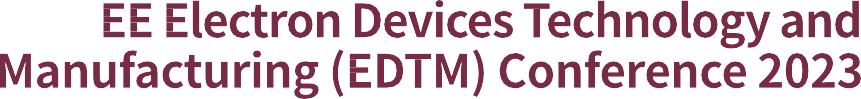 EE Electron Devices Technology and
Manufacturing (EDTM) Conference 2023